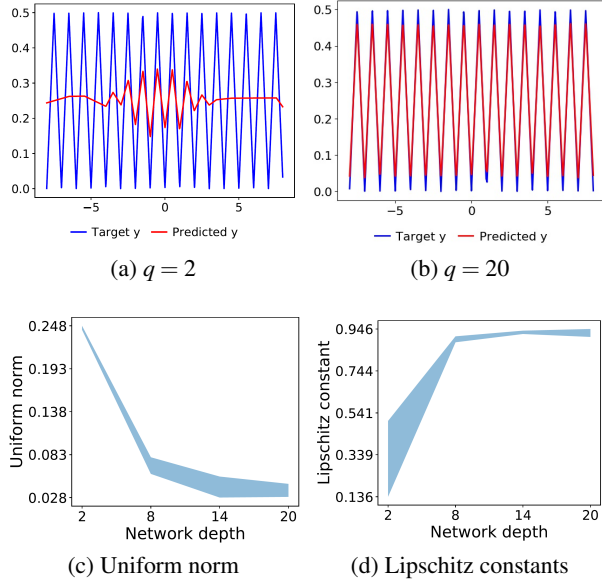 0.5
0.4
0.3
0.2
0.1
0.0
−5 0 5
Target y Predicted y
(a) q = 2
0.5
0.4
0.3
0.2
0.1
0.0
−5 0 5
Target y Predicted y
(b) q = 20
0.248
0.193
0.138
0.083
0.028
Uniform norm
2 8 14 20
Network depth
(c) Uniform norm
0.946
0.744
0.541
0.339
0.136
Lipschitz constant
2 8 14 20
Network depth
(d) Lipschitz constants